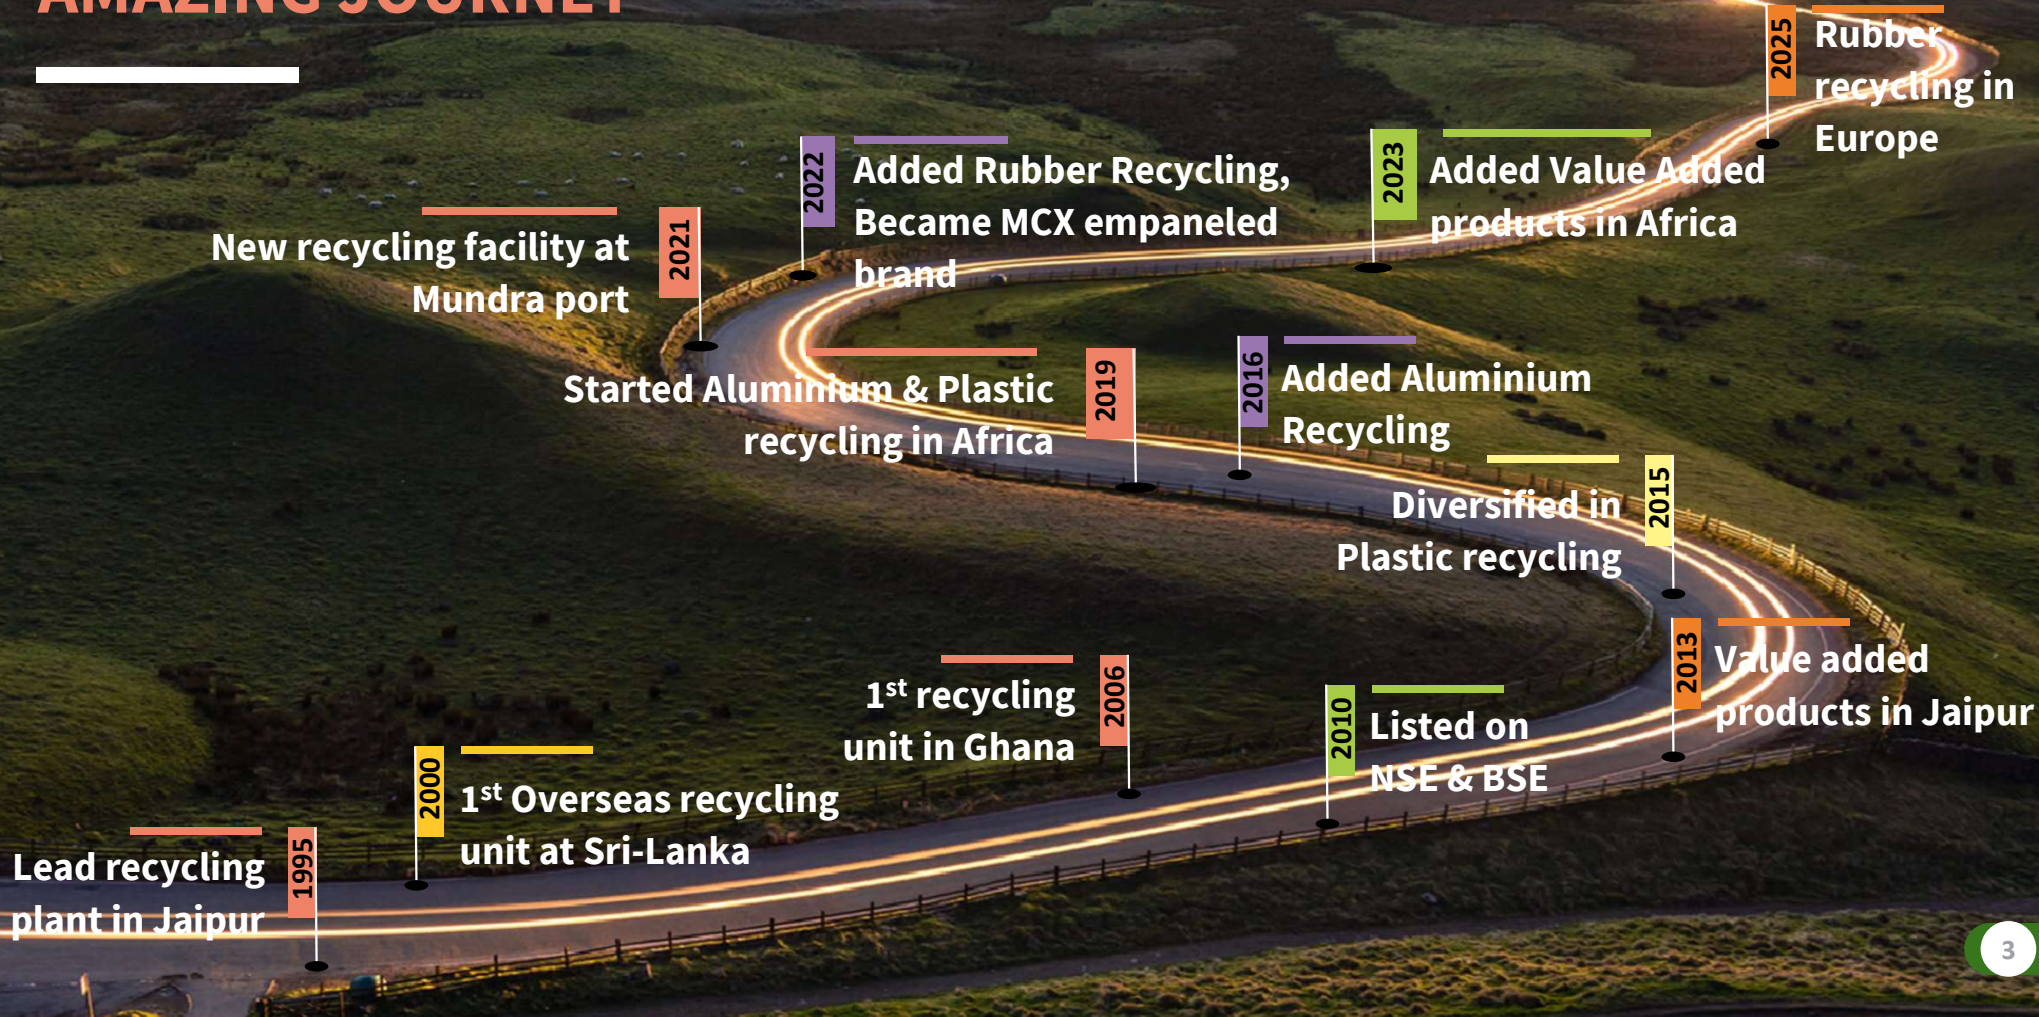 AMAZING JOURNEY
2025
Rubber
recycling in
Europe
2022
Added Rubber Recycling,
Became MCX empaneled
brand
2023
Added Value Added
products in Africa
New recycling facility at
Mundra port
2021
Started Aluminium & Plastic
recycling in Africa
2019
2016
Added Aluminium
Recycling
Diversified in
Plastic recycling
2015
2013
Value added
products in Jaipur
1st recycling
unit in Ghana
2006
2010
Listed on
NSE & BSE
2000
1st Overseas recycling
unit at Sri-Lanka
Lead recycling
plant in Jaipur
1995
3